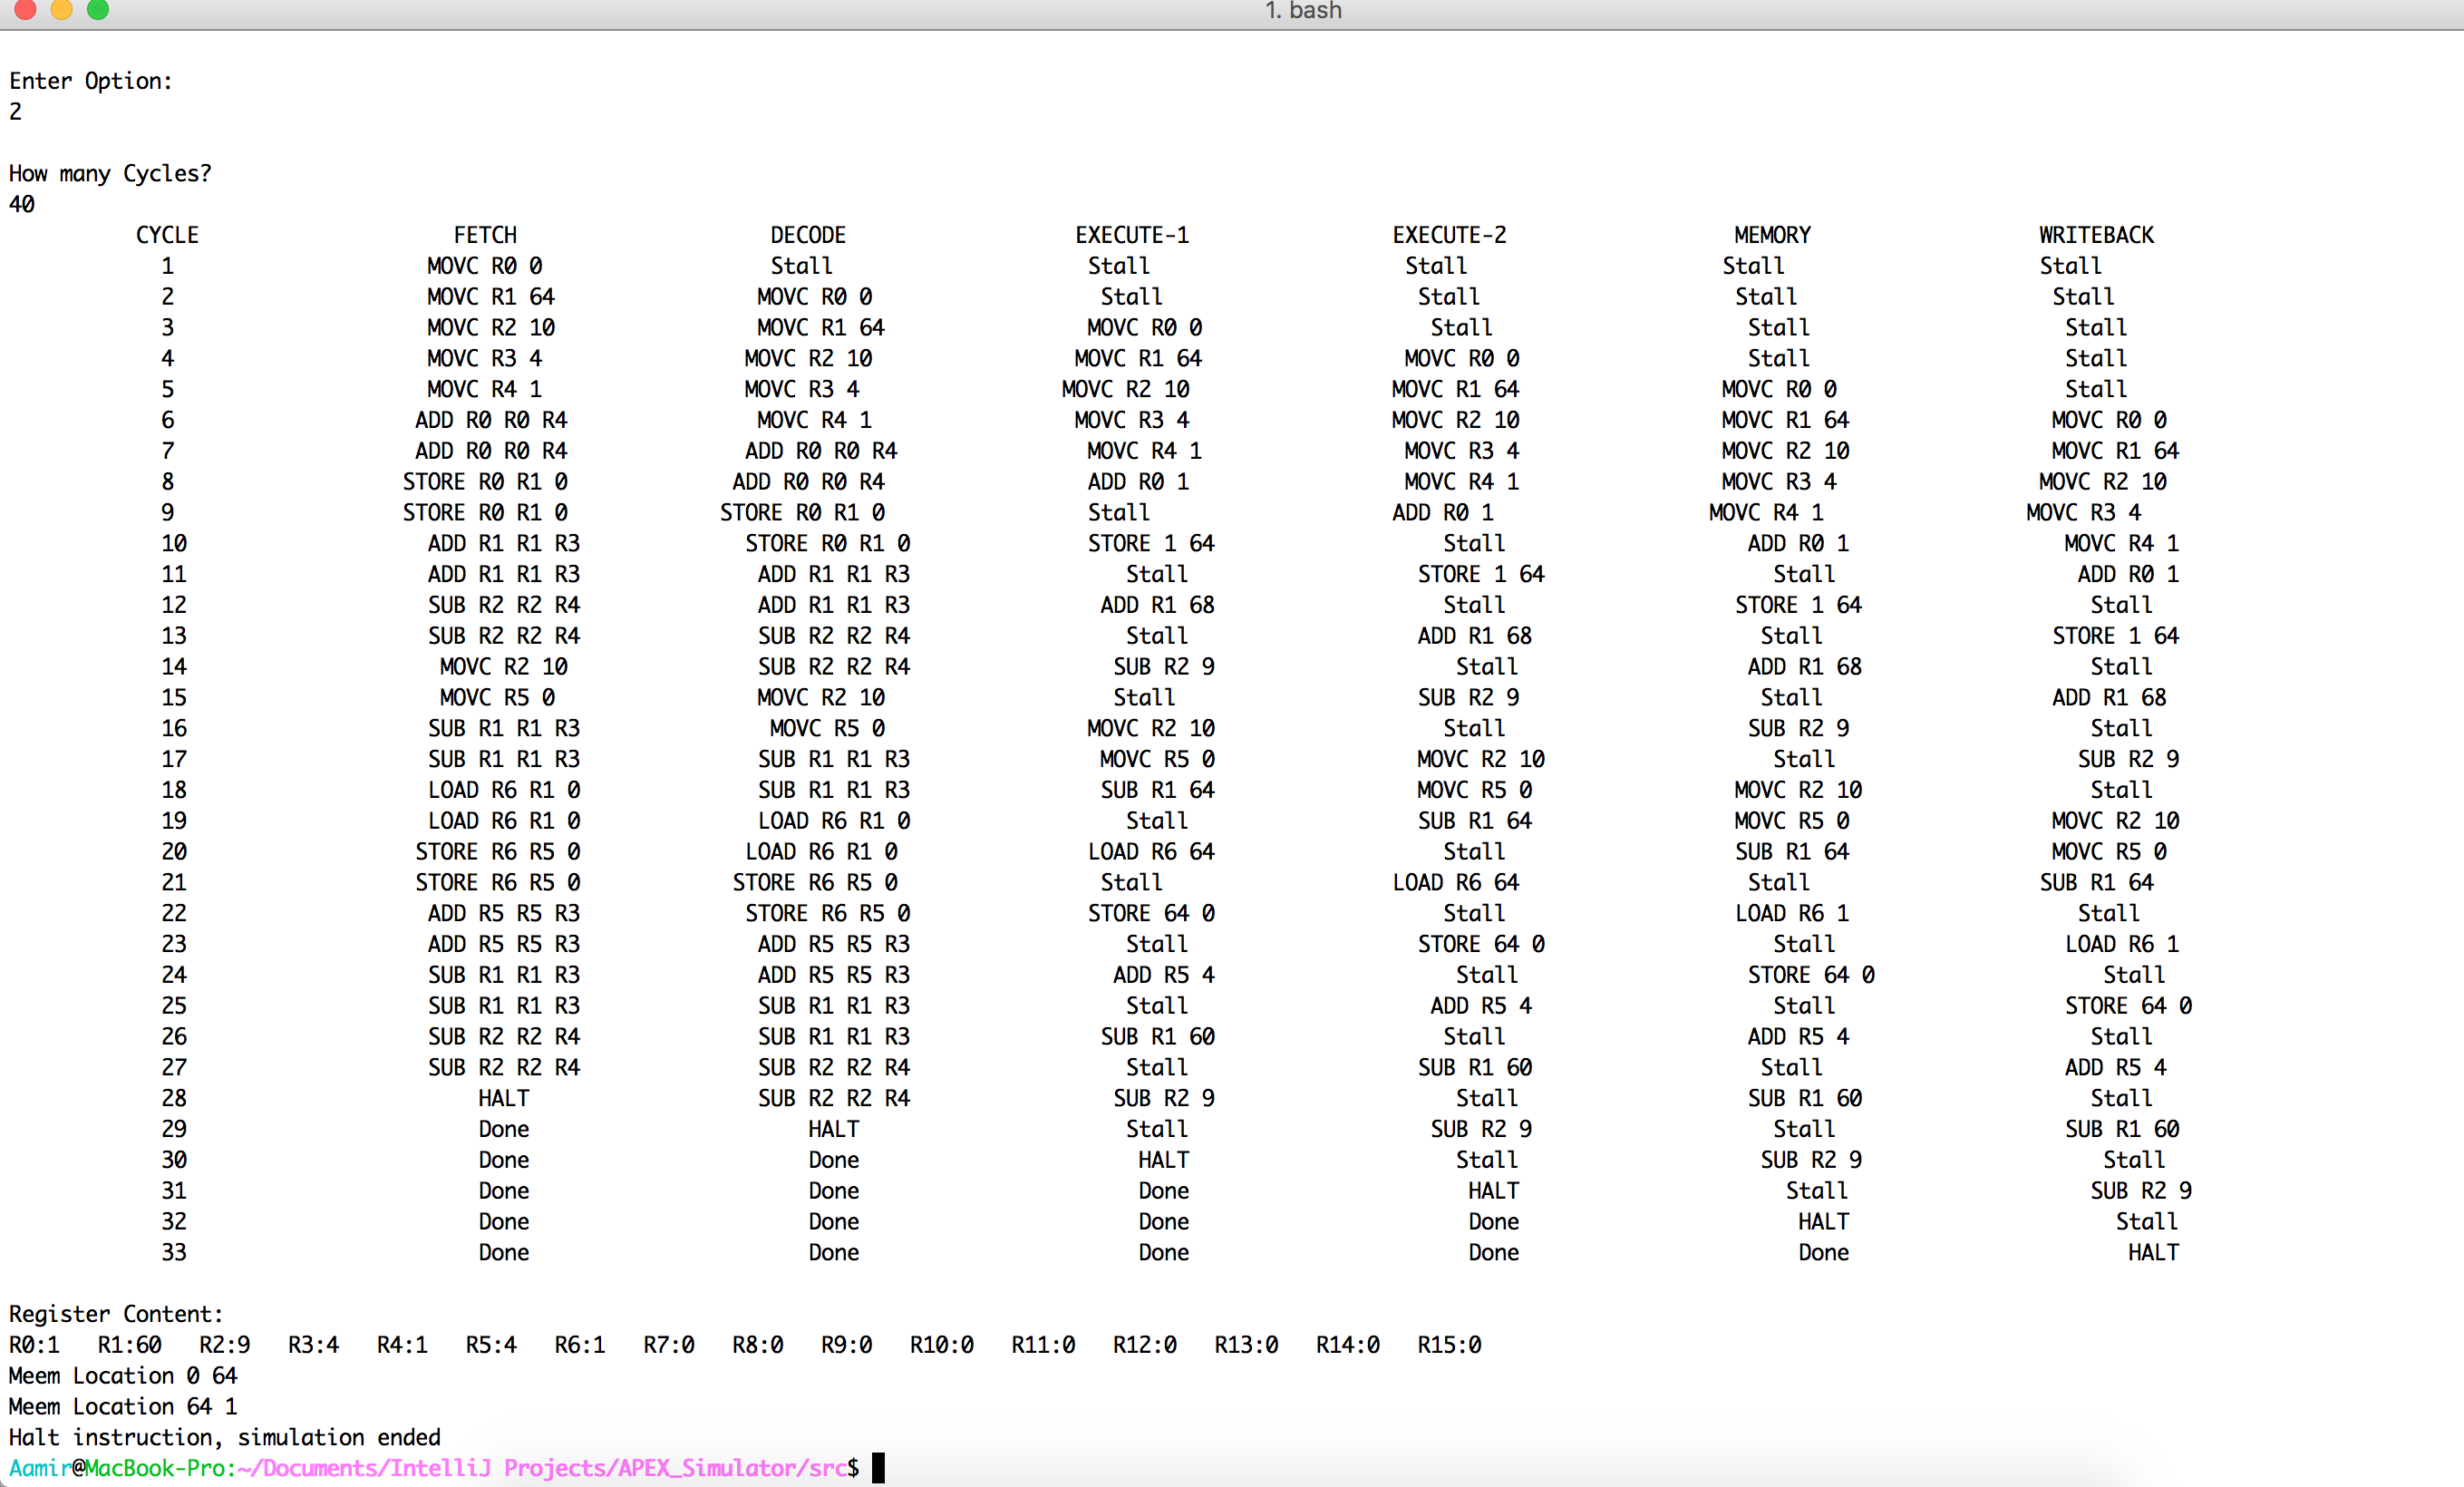 1. bash
Enter Option:
2
How many Cycles?
40
CYCLE FETCH DECODE EXECUTE-1 EXECUTE-2 MEMORY WRITEBACK
1 MOVC R0 0 Stall Stall Stall Stall Stall
2 MOVC R1 64 MOVC R0 0 Stall Stall Stall Stall
3 MOVC R2 10 MOVC R1 64 MOVC R0 0 Stall Stall Stall
4 MOVC R3 4 MOVC R2 10 MOVC R1 64 MOVC R0 0 Stall Stall
5 MOVC R4 1 MOVC R3 4 MOVC R2 10 MOVC R1 64 MOVC R0 0 Stall
6 ADD R0 R0 R4 MOVC R4 1 MOVC R3 4 MOVC R2 10 MOVC R1 64 MOVC R0 0
7 ADD R0 R0 R4 ADD R0 R0 R4 MOVC R4 1 MOVC R3 4 MOVC R2 10 MOVC R1 64
8 STORE R0 R1 0 ADD R0 R0 R4 ADD R0 1 MOVC R4 1 MOVC R3 4 MOVC R2 10
9 STORE R0 R1 0 STORE R0 R1 0 Stall ADD R0 1 MOVC R4 1 MOVC R3 4
10 ADD R1 R1 R3 STORE R0 R1 0 STORE 1 64 Stall ADD R0 1 MOVC R4 1
11 ADD R1 R1 R3 ADD R1 R1 R3 Stall STORE 1 64 Stall ADD R0 1
12 SUB R2 R2 R4 ADD R1 R1 R3 ADD R1 68 Stall STORE 1 64 Stall
13 SUB R2 R2 R4 SUB R2 R2 R4 Stall ADD R1 68 Stall STORE 1 64
14 MOVC R2 10 SUB R2 R2 R4 SUB R2 9 Stall ADD R1 68 Stall
15 MOVC R5 0 MOVC R2 10 Stall SUB R2 9 Stall ADD R1 68
16 SUB R1 R1 R3 MOVC R5 0 MOVC R2 10 Stall SUB R2 9 Stall
17 SUB R1 R1 R3 SUB R1 R1 R3 MOVC R5 0 MOVC R2 10 Stall SUB R2 9
18 LOAD R6 R1 0 SUB R1 R1 R3 SUB R1 64 MOVC R5 0 MOVC R2 10 Stall
19 LOAD R6 R1 0 LOAD R6 R1 0 Stall SUB R1 64 MOVC R5 0 MOVC R2 10
20 STORE R6 R5 0 LOAD R6 R1 0 LOAD R6 64 Stall SUB R1 64 MOVC R5 0
21 STORE R6 R5 0 STORE R6 R5 0 Stall LOAD R6 64 Stall SUB R1 64
22 ADD R5 R5 R3 STORE R6 R5 0 STORE 64 0 Stall LOAD R6 1 Stall
23 ADD R5 R5 R3 ADD R5 R5 R3 Stall STORE 64 0 Stall LOAD R6 1
24 SUB R1 R1 R3 ADD R5 R5 R3 ADD R5 4 Stall STORE 64 0 Stall
25 SUB R1 R1 R3 SUB R1 R1 R3 Stall ADD R5 4 Stall STORE 64 0
26 SUB R2 R2 R4 SUB R1 R1 R3 SUB R1 60 Stall ADD R5 4 Stall
27 SUB R2 R2 R4 SUB R2 R2 R4 Stall SUB R1 60 Stall ADD R5 4
28 HALT SUB R2 R2 R4 SUB R2 9 Stall SUB R1 60 Stall
29 Done HALT Stall SUB R2 9 Stall SUB R1 60
30 Done Done HALT Stall SUB R2 9 Stall
31 Done Done Done HALT Stall SUB R2 9
32 Done Done Done Done HALT Stall
33 Done Done Done Done Done HALT
Register Content:
R0:1 R1:60 R2:9 R3:4 R4:1 R5:4 R6:1 R7:0 R8:0 R9:0 R10:0 R11:0 R12:0 R13:0 R14:0 R15:0
Meem Location 0 64
Meem Location 64 1
Halt instruction, simulation ended
Aamir@MacBook-Pro:~/Documents/IntelliJ Projects/APEX_Simulator/src$